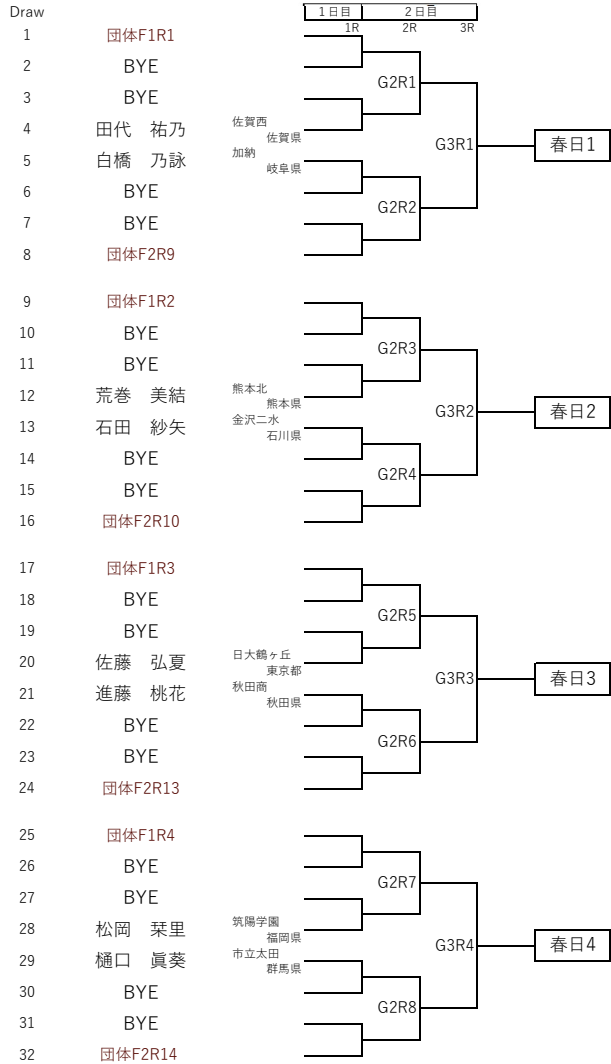 Draw 1日目 2日目
1R 2R 3R
1 団体F1R1
2 BYE
G2R1
3 BYE
4 田代 祐乃 佐賀西
佐賀県
G3R1 春日1
5 白橋 乃詠 加納
岐阜県
6 BYE
G2R2
7 BYE
8 団体F2R9
9 団体F1R2
10 BYE
G2R3
11 BYE
12 荒巻 美結 熊本北
熊本県
G3R2 春日2
13 石田 紗矢 金沢二水
石川県
14 BYE
G2R4
15 BYE
16 団体F2R10
17 団体F1R3
18 BYE
G2R5
19 BYE
20 佐藤 弘夏 日大鶴ヶ丘
東京都
G3R3 春日3
21 進藤 桃花 秋田商
秋田県
22 BYE
G2R6
23 BYE
24 団体F2R13
25 団体F1R4
26 BYE
G2R7
27 BYE
28 松岡 栞里 筑陽学園
福岡県
G3R4 春日4
29 樋口 眞葵 市立太田
群馬県
30 BYE
G2R8
31 BYE
32 団体F2R14